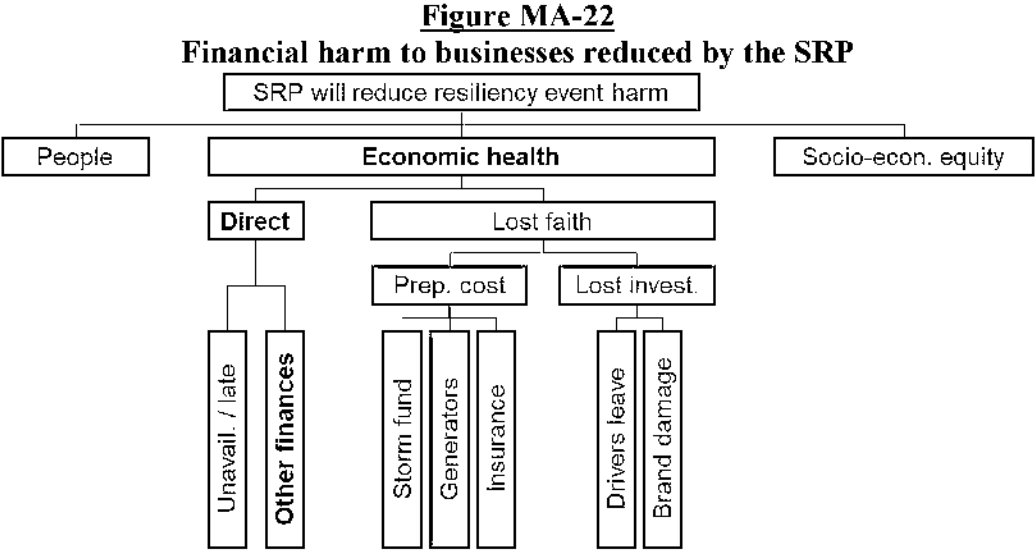 Figure MA-22
Financial harm to businesses reduced by the SRP
SRP will reduce resiliency event harm
People
Economic health
Socio-econ. equity
Direct
Lost faith
Prep. cost
Lost invest.
Unavail. / late
Other finances
Storm fund
Generators
Insurance
Drivers leave
Brand damage